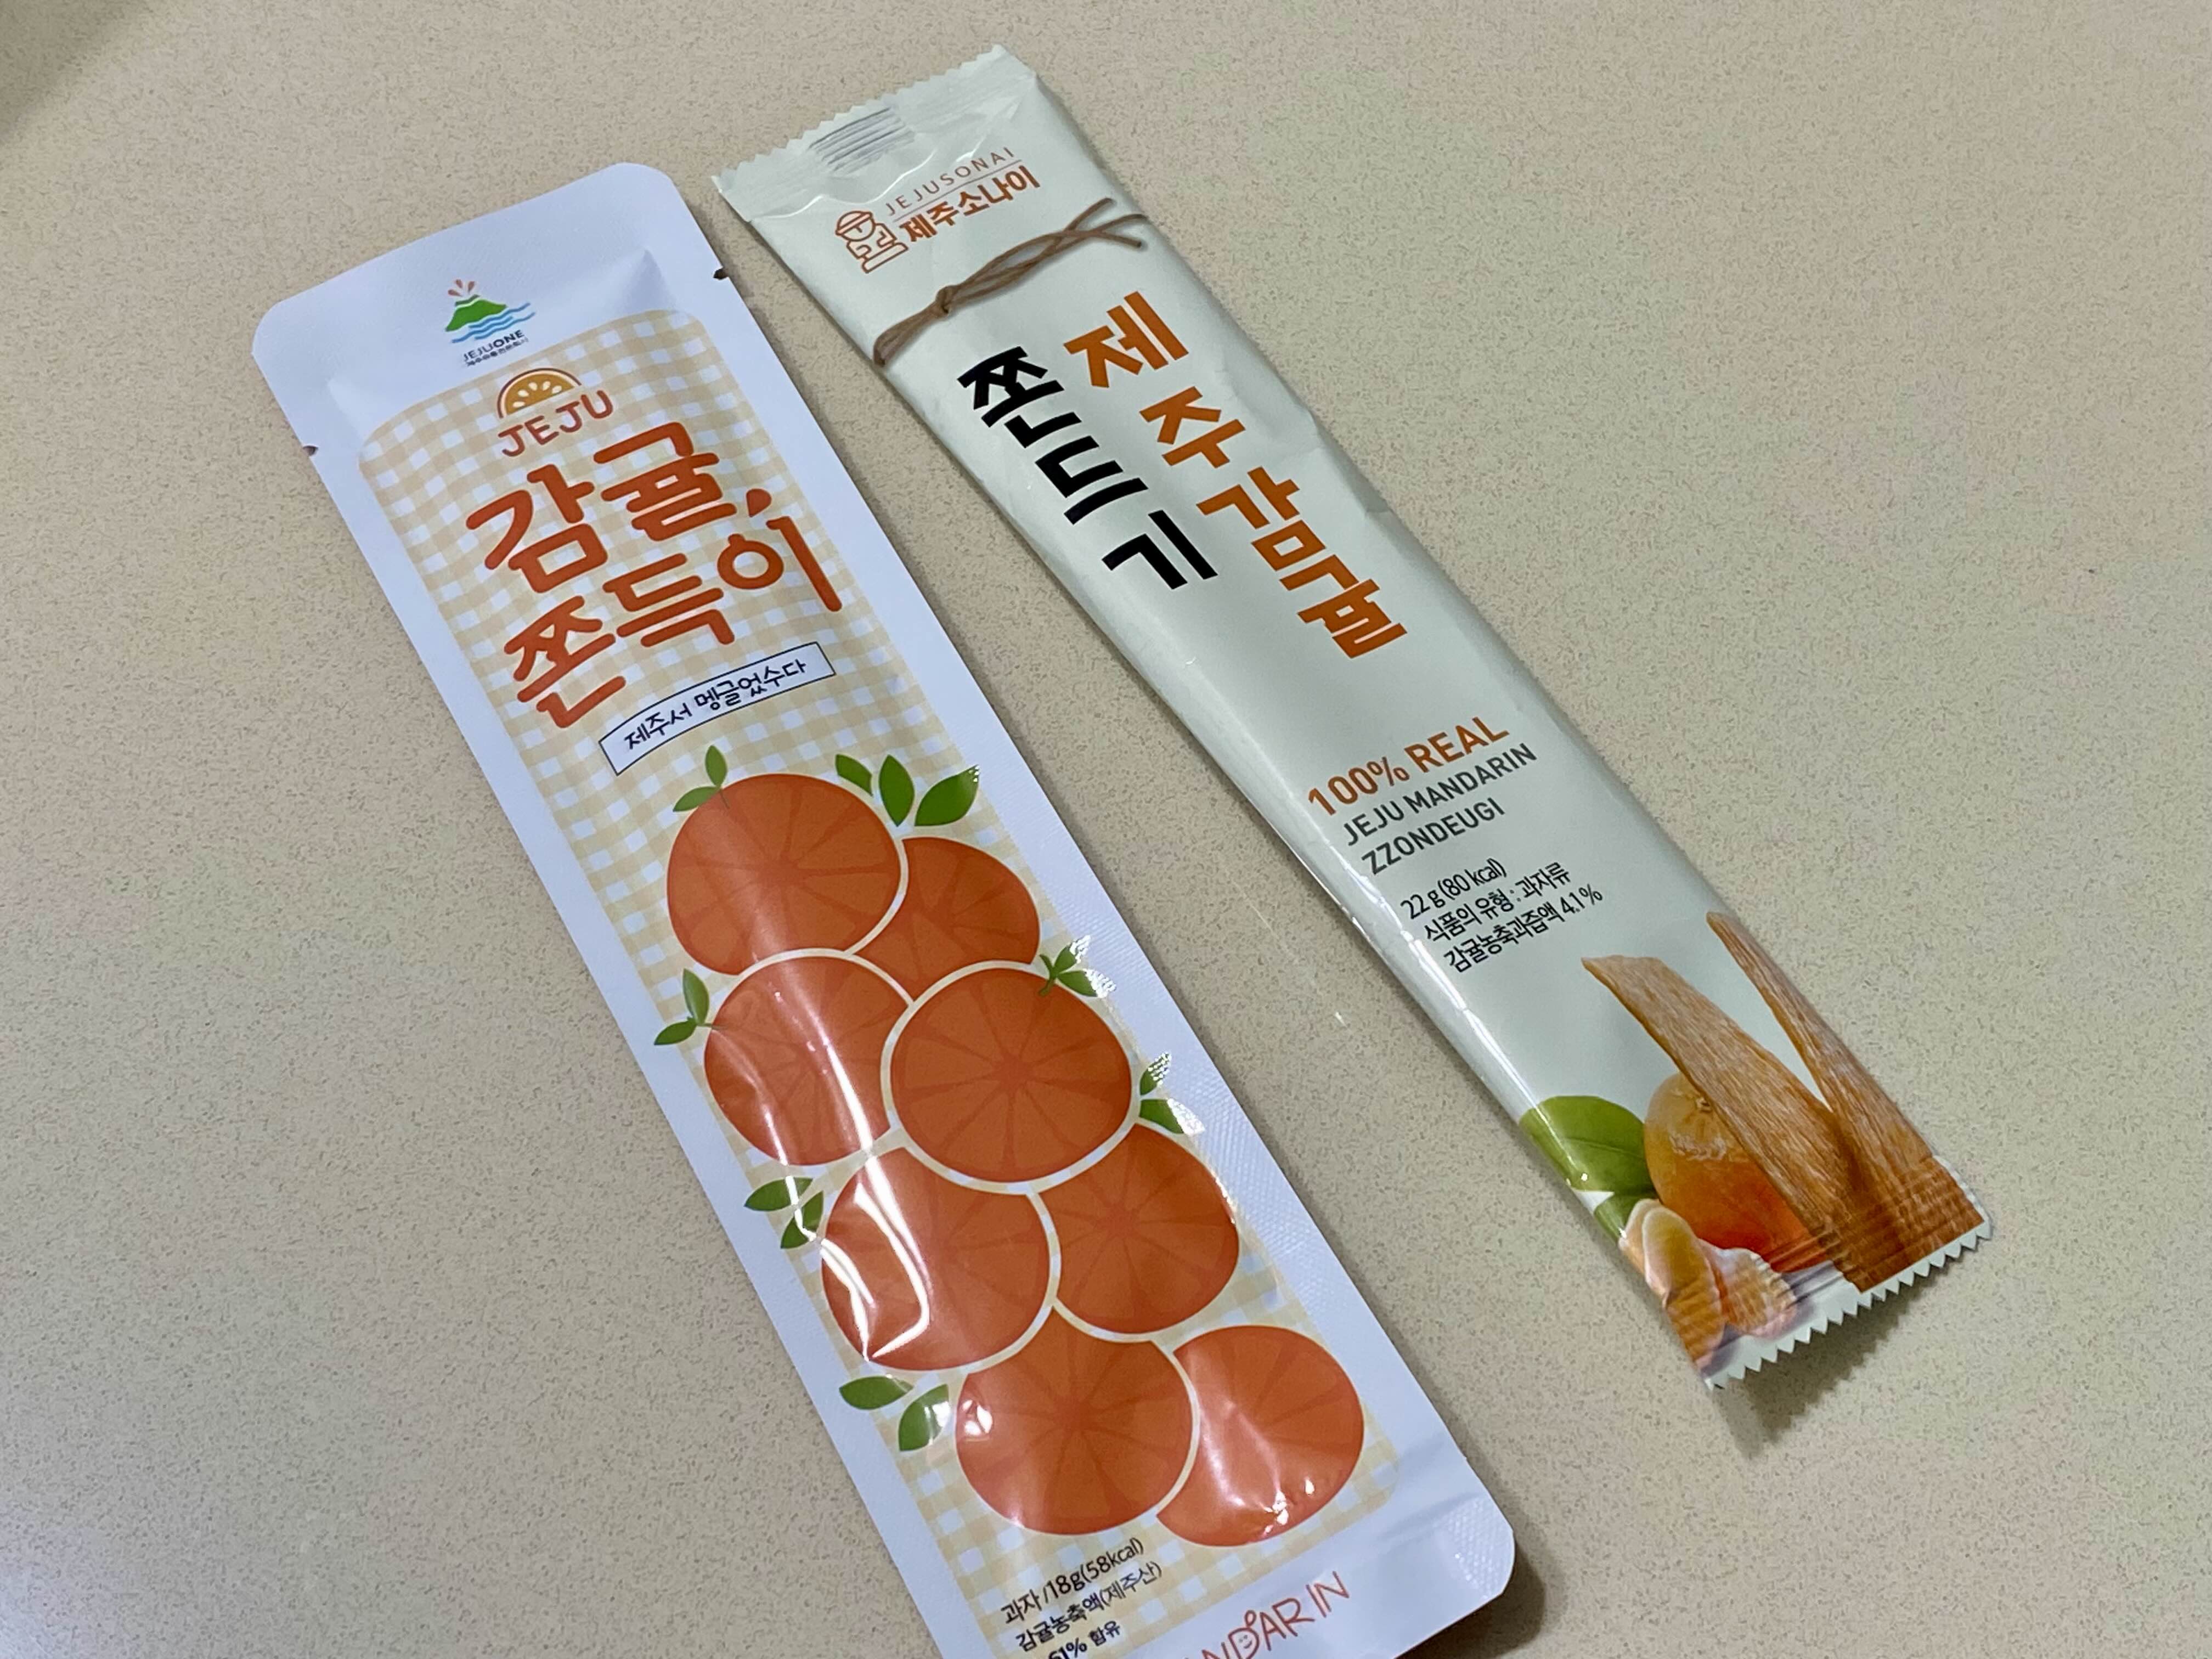 JEJUONE
JEJU
감귤
쫀득이
제주서 멩글었수다
과자/18g(58kcal)
감귤농축액(제주산)
함유
JEJUSONAI
제주소나이
제주감귤
쫀드기
100% REAL
JEJU MANDARIN
ZZONDEUGI
22 g (80 kcal)
식품의 유형 : 과자류
감귤농축과즙액 4.1%